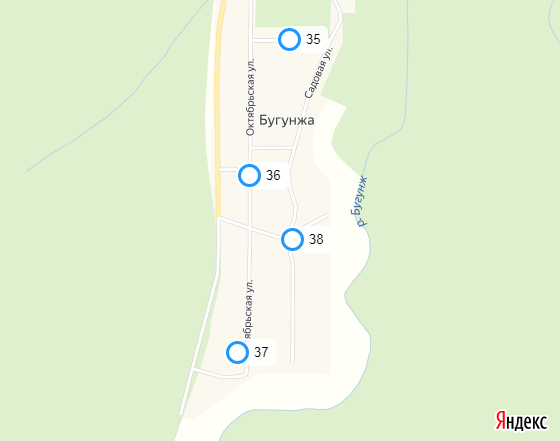 35
Садовая ул.
Октябрьская ул.
Бугунжа
36
р. Бугунж
38
ябрьская ул.
37
Яндекс